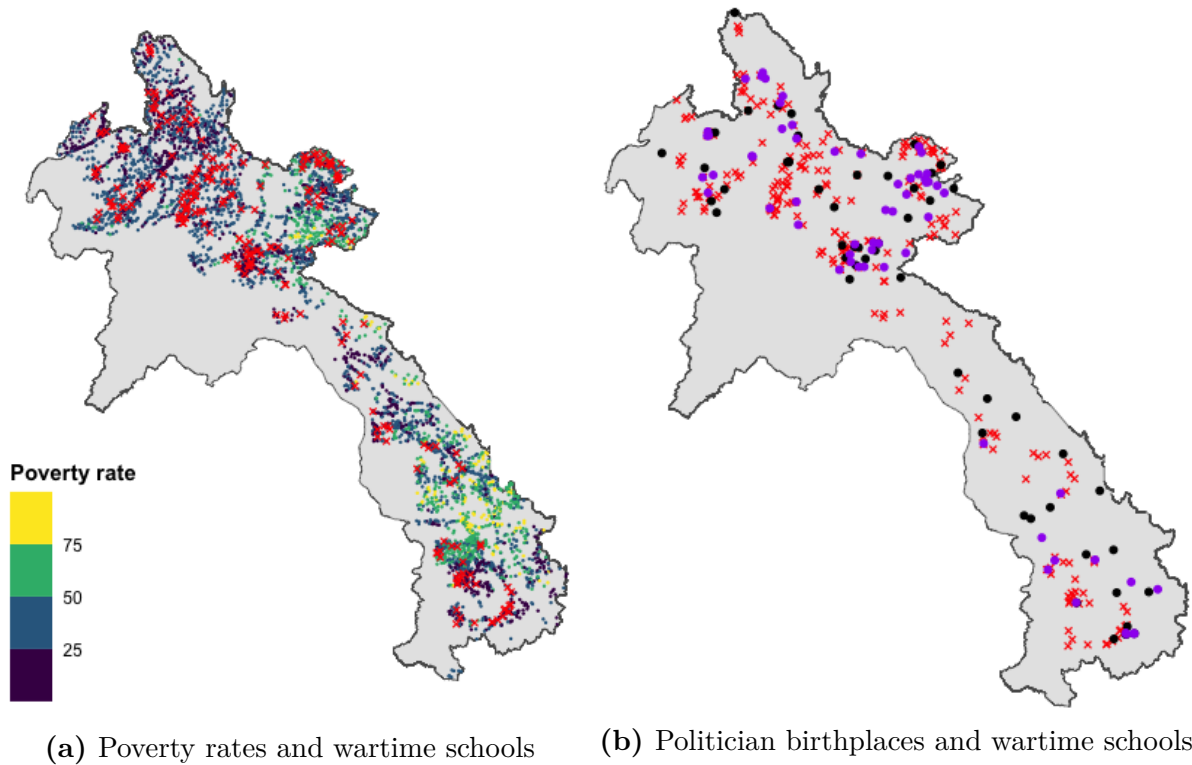 Poverty rate
75
50
25
(a) Poverty rates and wartime schools
(b) Politician birthplaces and wartime schools